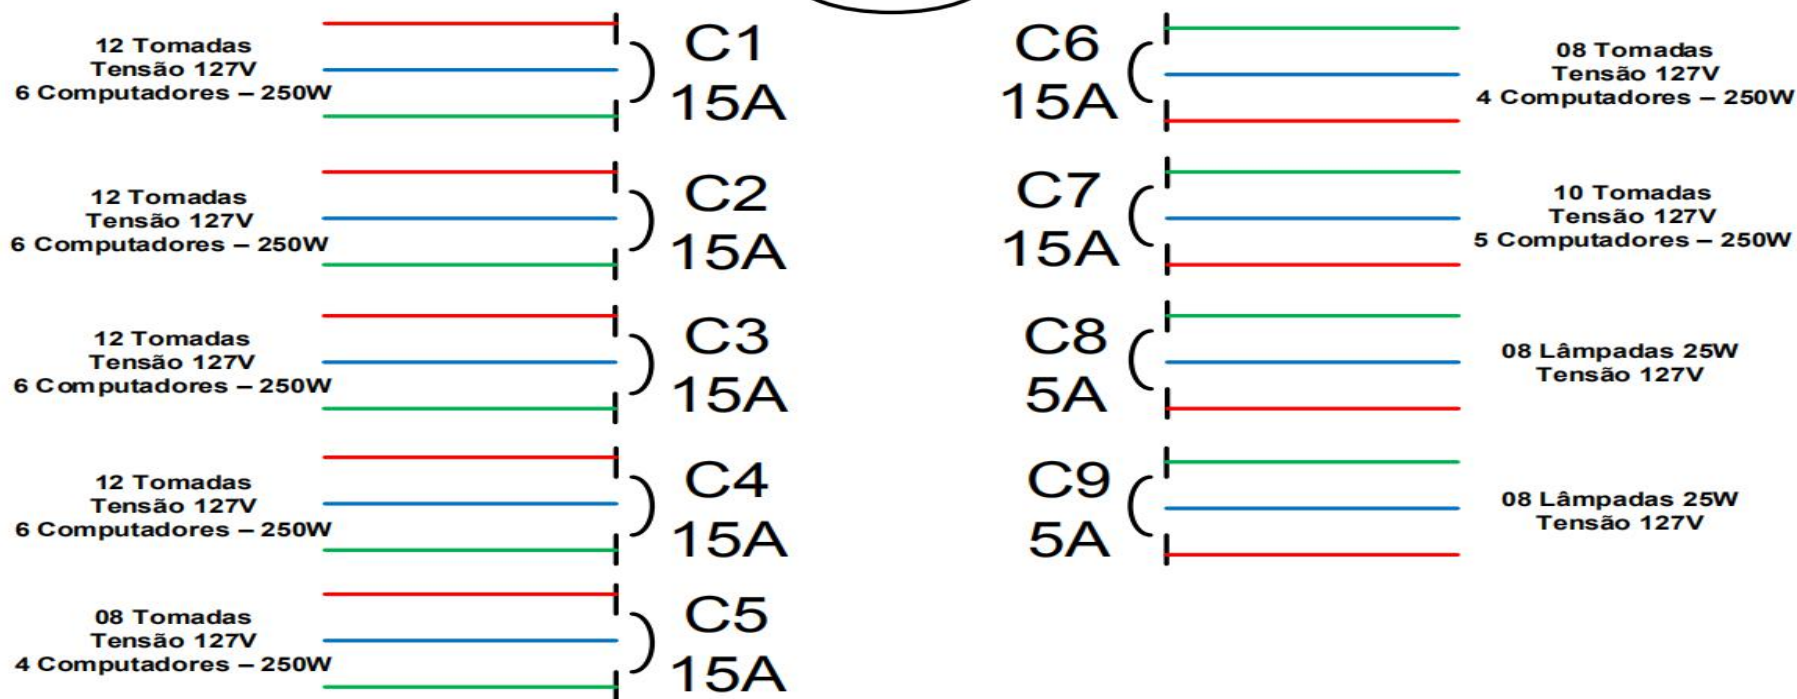 12 Tomadas
Tensão 127V
6 Computadores – 250W
C1
15A
12 Tomadas
Tensão 127V
6 Computadores – 250W
C2
15A
12 Tomadas
Tensão 127V
6 Computadores – 250W
C3
15A
12 Tomadas
Tensão 127V
6 Computadores – 250W
C4
15A
08 Tomadas
Tensão 127V
4 Computadores – 250W
C5
15A
C6
15A
08 Tomadas
Tensão 127V
4 Computadores – 250W
C7
15A
10 Tomadas
Tensão 127V
5 Computadores – 250W
C8
5A
08 Lâmpadas 25W
Tensão 127V
C9
5A
08 Lâmpadas 25W
Tensão 127V